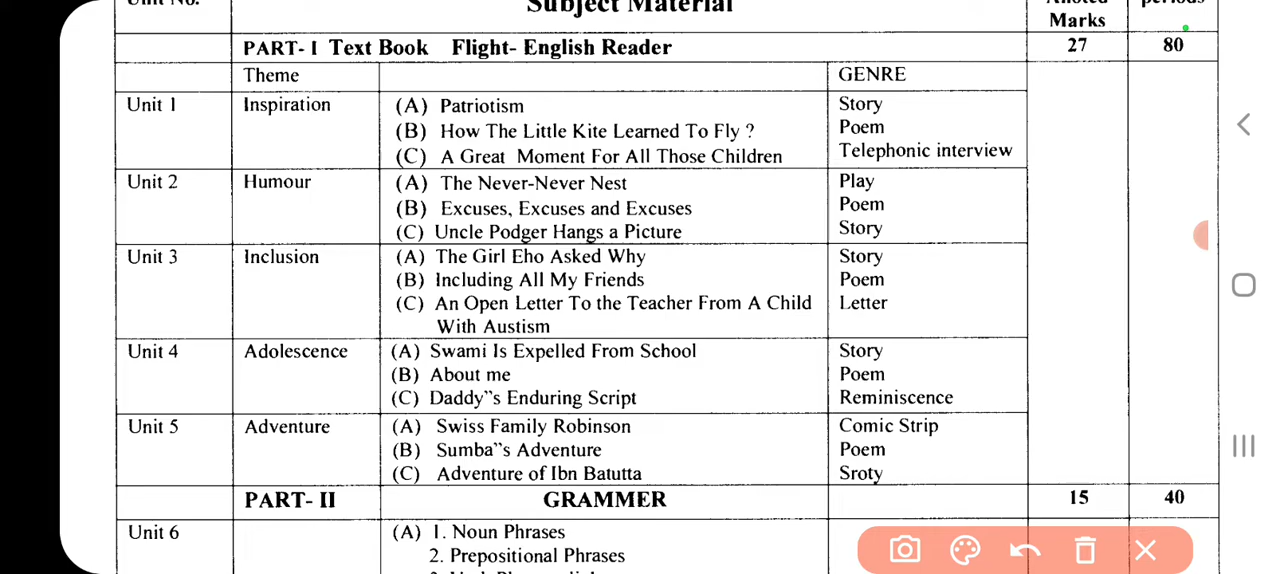 Unit No. Subject Material Alloted periods
Marks
PART- I Text Book Flight- English Reader 27 80
Theme GENRE
Unit 1 Inspiration (A) Patriotism Story
(B) How The Little Kite Learned To Fly ? Poem
(C) A Great Moment For All Those Children Telephonic interview
Unit 2 Humour (A) The Never-Never Nest Play
(B) Excuses, Excuses and Excuses Poem
(C) Uncle Podger Hangs a Picture Story
Unit 3 Inclusion (A) The Girl Eho Asked Why Story
(B) Including All My Friends Poem
(C) An Open Letter To the Teacher From A Child Letter
With Austism
Unit 4 Adolescence (A) Swami Is Expelled From School Story
(B) About me Poem
(C) Daddy"s Enduring Script Reminiscence
Unit 5 Adventure (A) Swiss Family Robinson Comic Strip
(B) Sumba"s Adventure Poem
(C) Adventure of Ibn Batutta Sroty
PART- II GRAMMER 15 40
Unit 6 (A) 1. Noun Phrases
2. Prepositional Phrases